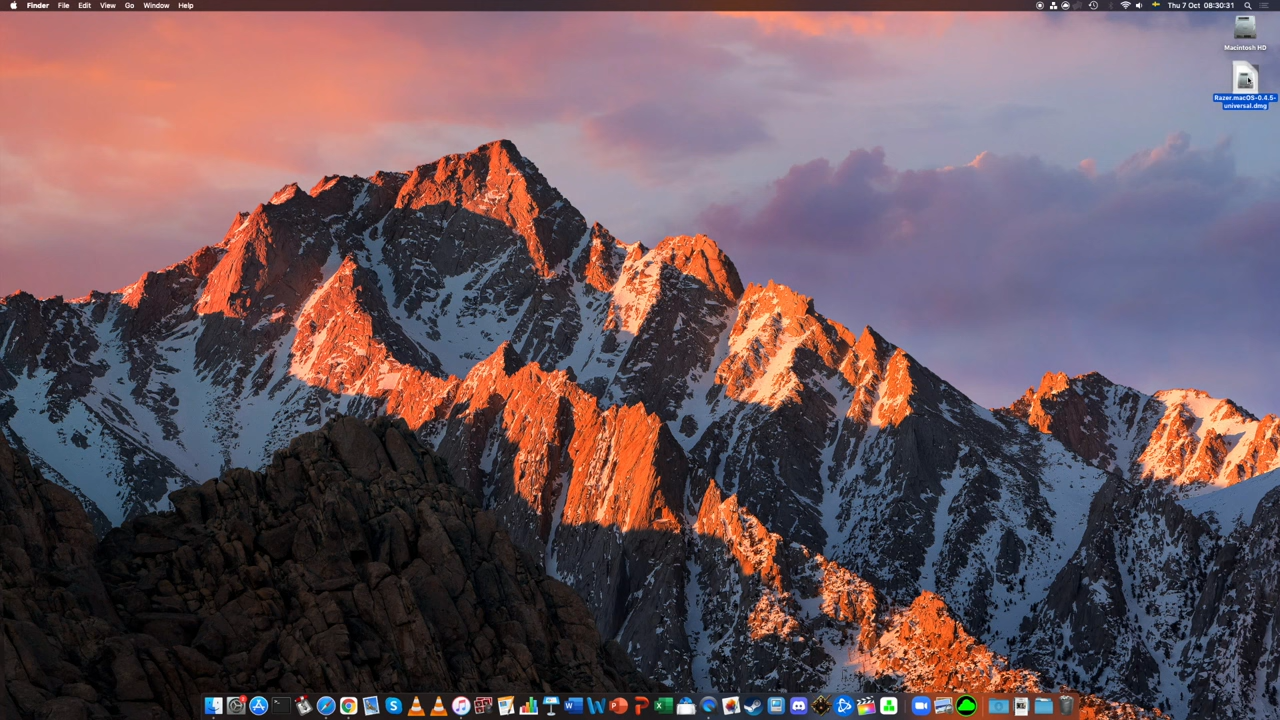 Finder File Edit View Go Window Help
Thu 7 Oct 08:30:31
Macintosh HD
Razer.macOS-0.4.5-
universal.dmg